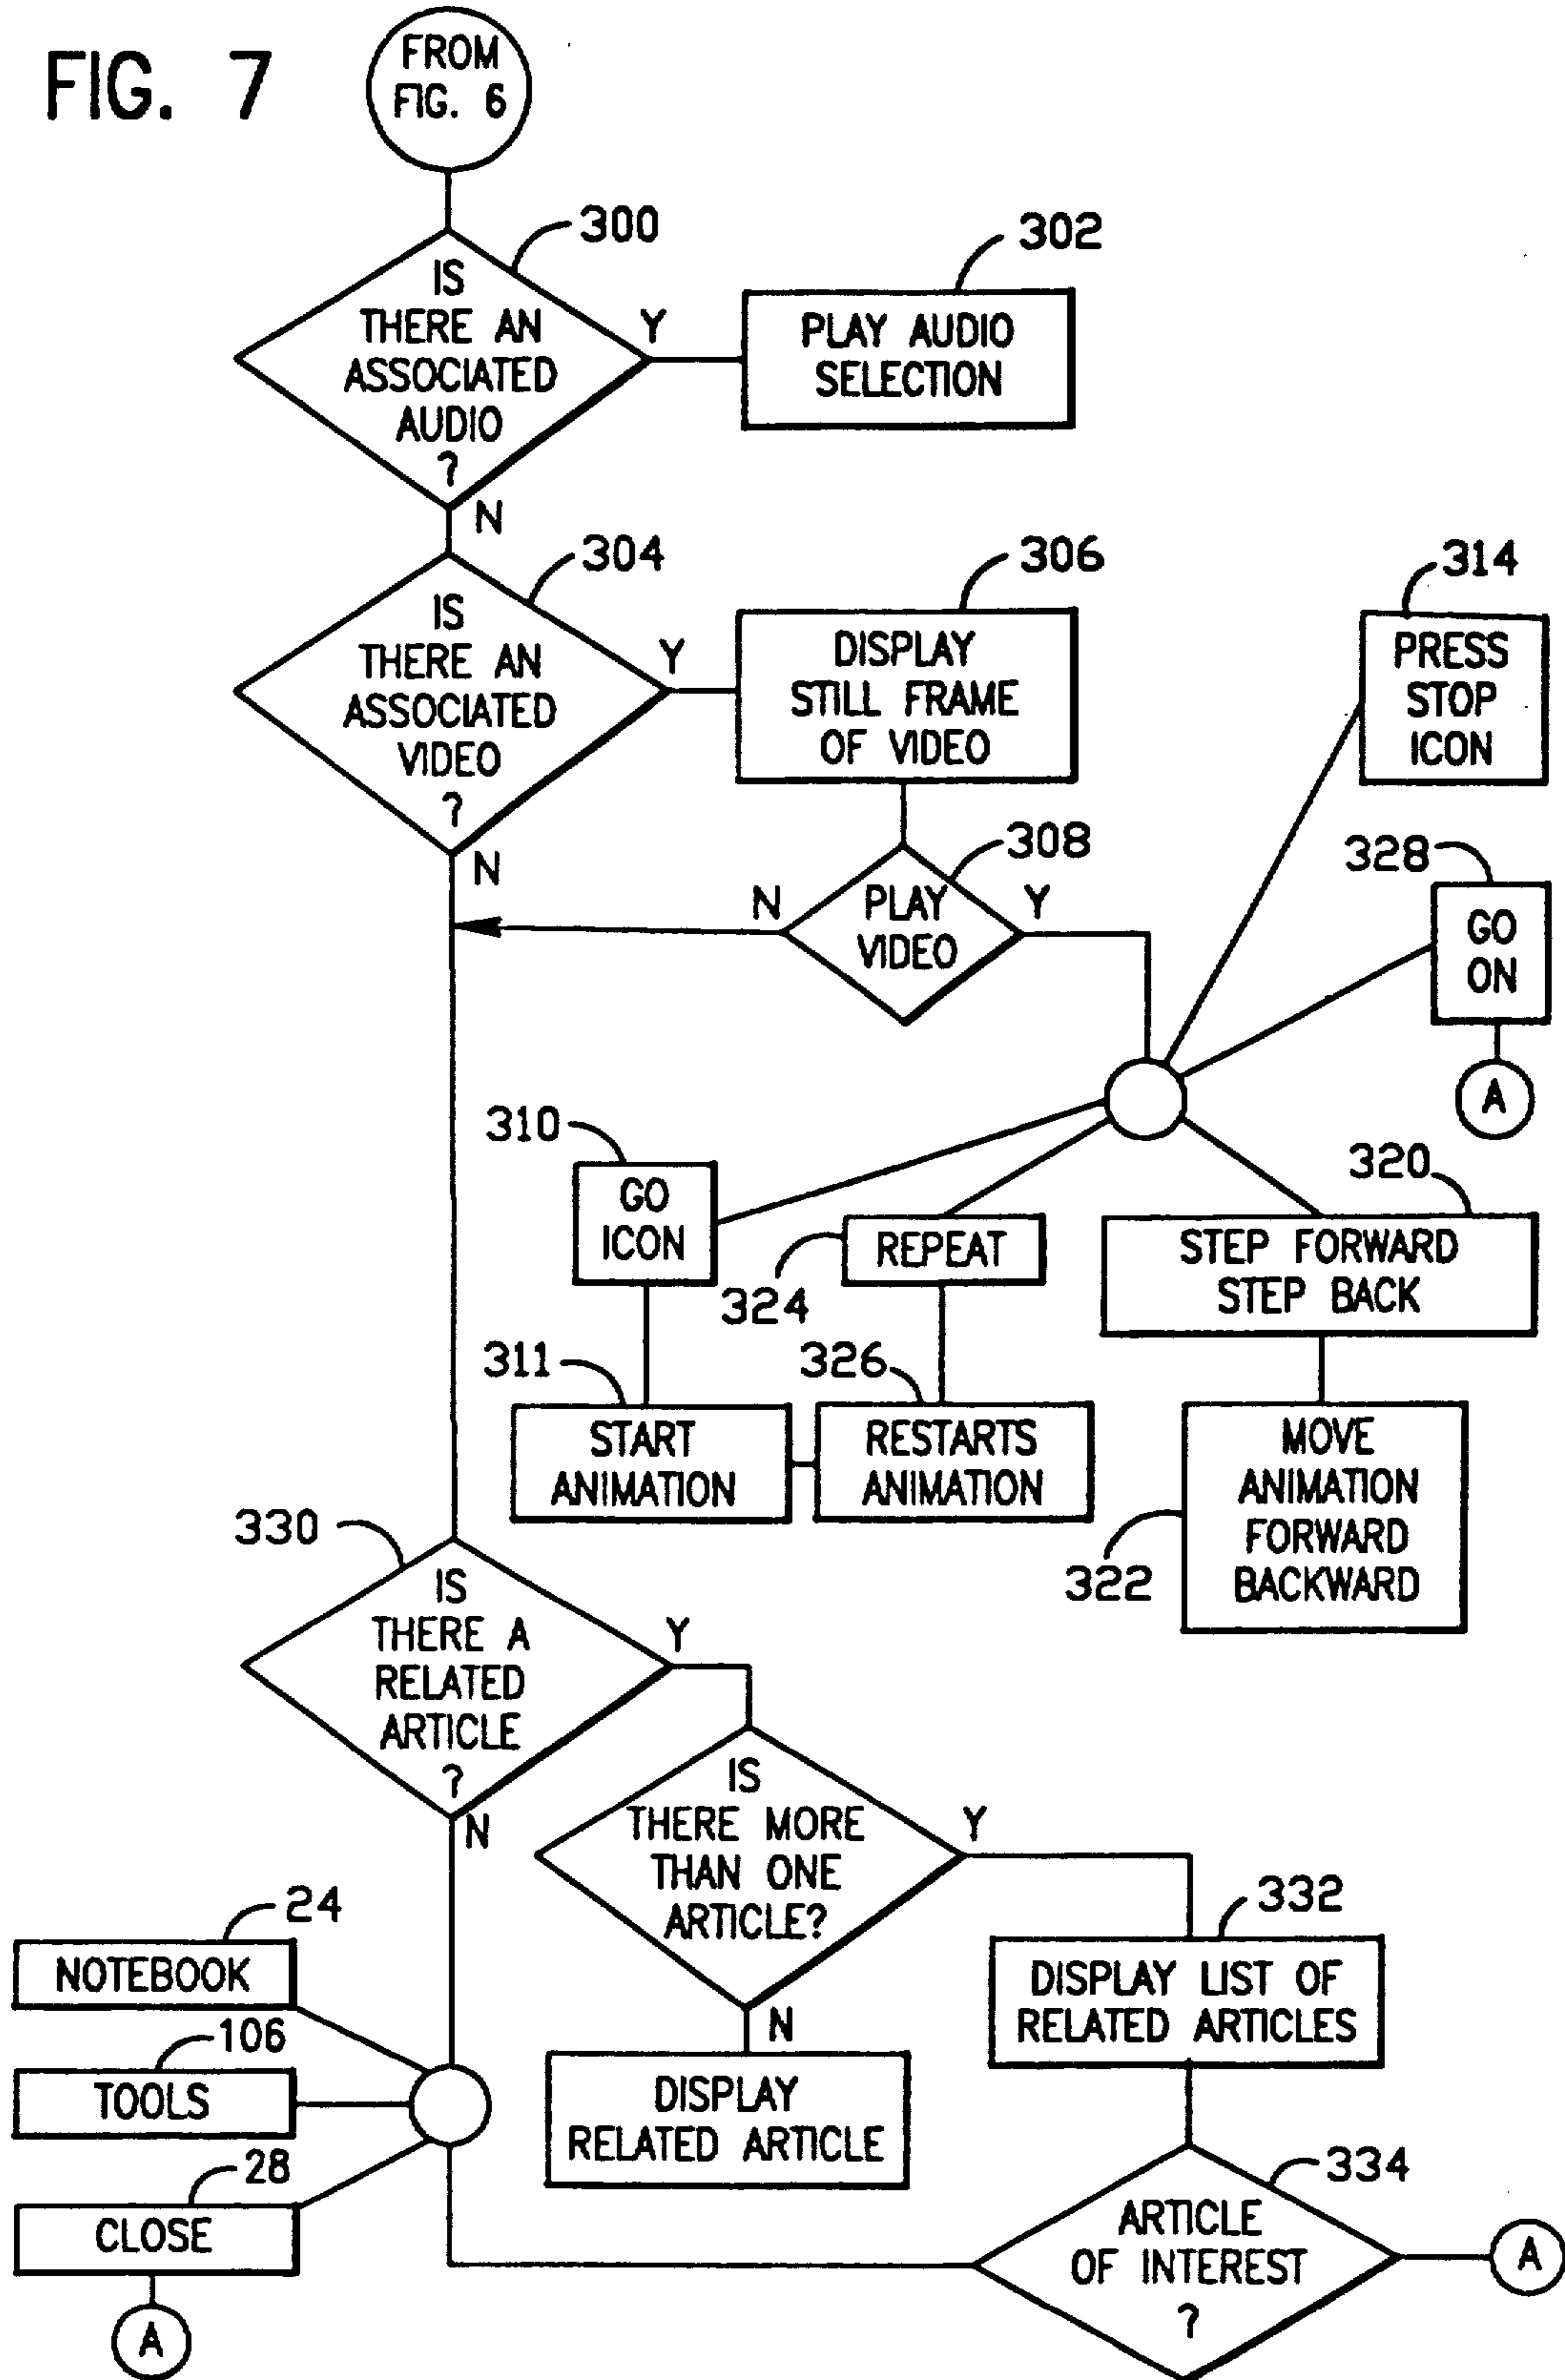 FIG. 7
FROM
FIG. 6
300
IS
THERE AN
ASSOCIATED
AUDIO
?
Y
N
302
PLAY AUDIO
SELECTION
304
IS
THERE AN
ASSOCIATED
VIDEO
?
Y
N
306
DISPLAY
STILL FRAME
OF VIDEO
308
PLAY
VIDEO
N
Y
314
PRESS
STOP
ICON
328
GO
ON
A
310
GO
ICON
324
REPEAT
320
STEP FORWARD
STEP BACK
311
START
ANIMATION
326
RESTARTS
ANIMATION
322
MOVE
ANIMATION
FORWARD
BACKWARD
330
IS
THERE A
RELATED
ARTICLE
?
Y
N
IS
THERE MORE
THAN ONE
ARTICLE?
Y
N
DISPLAY
RELATED ARTICLE
332
DISPLAY LIST OF
RELATED ARTICLES
334
ARTICLE
OF INTEREST
?
A
24
NOTEBOOK
106
TOOLS
28
CLOSE
A